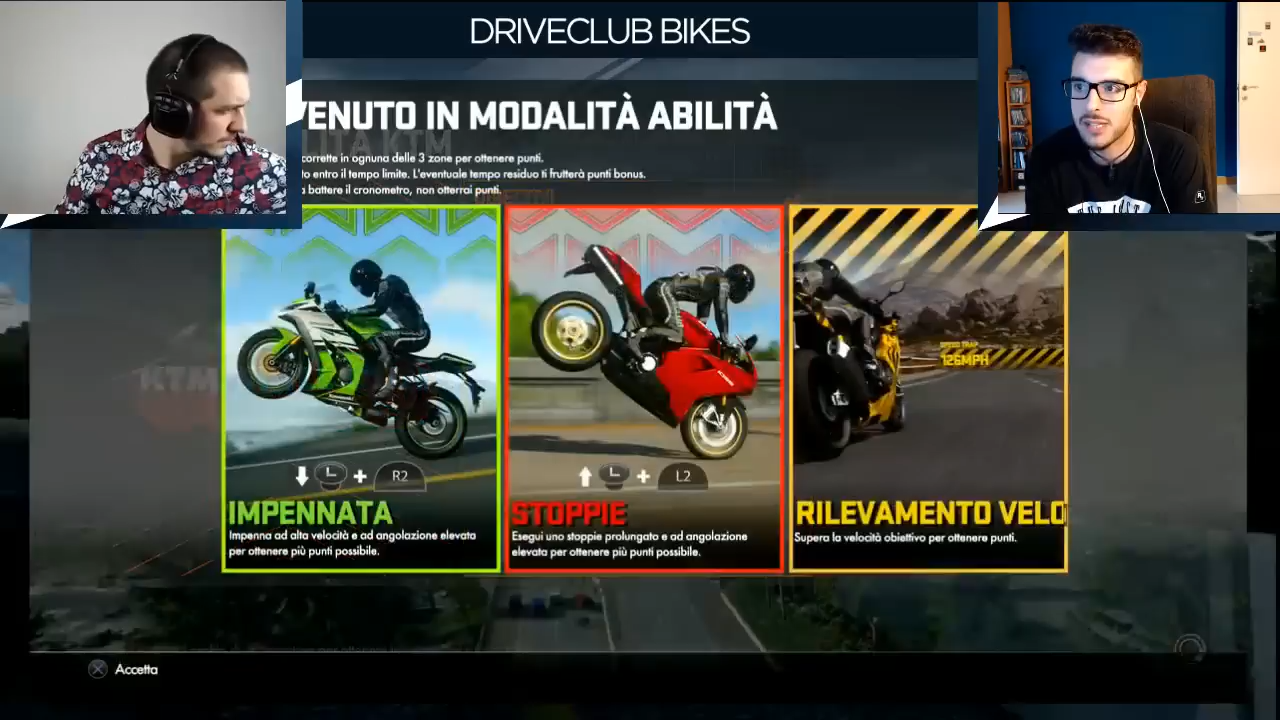 DRIVECLUB BIKES
VENUTO IN MODALITÀ ABILITÀ
corrette in ognuna delle 3 zone per ottenere punti.
to entro il tempo limite. L'eventuale tempo residuo ti frutterà punti bonus.
a battere il cronometro, non otterrai punti.
KTM
SPEED TRAP
126MPH
L + R2
L + L2
IMPENNATA
Impenna ad alta velocità e ad angolazione elevata
per ottenere più punti possibile.
STOPPIE
Esegui uno stoppie prolungato e ad angolazione
elevata per ottenere più punti possibile.
RILEVAMENTO VELO
Supera la velocità obiettivo per ottenere punti.
Accetta